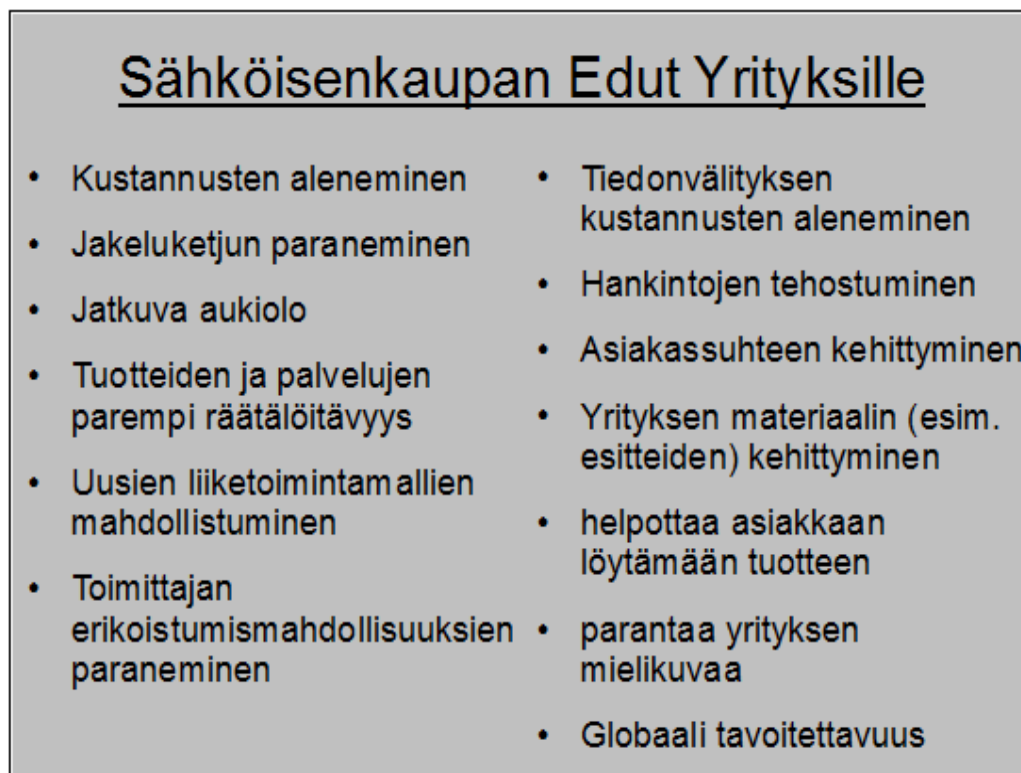 Sähköisenkaupan Edut Yrityksille
• Kustannusten aleneminen
• Jakeluketjun paraneminen
• Jatkuva aukiolo
• Tuotteiden ja palvelujen
parempi räätälöitävyys
• Uusien liiketoimintamallien
mahdollistuminen
• Toimittajan
erikoistumismahdollisuuksien
paraneminen
• Tiedonvälityksen
kustannusten aleneminen
• Hankintojen tehostuminen
• Asiakassuhteen kehittyminen
• Yrityksen materiaalin (esim.
esitteiden) kehittyminen
• helpottaa asiakkaan
löytämään tuotteen
• parantaa yrityksen
mielikuvaa
• Globaali tavoitettavuus